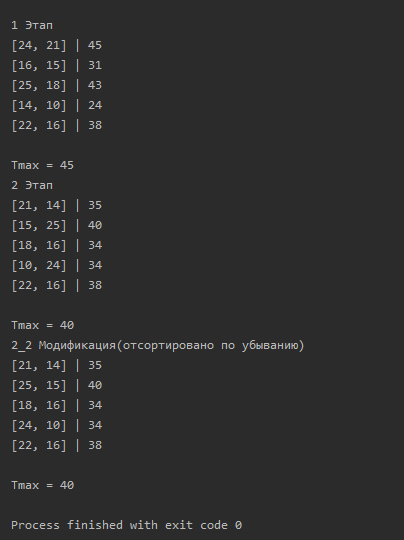 1 Этап
[24, 21] | 45
[16, 15] | 31
[25, 18] | 43
[14, 10] | 24
[22, 16] | 38
Tmax = 45
2 Этап
[21, 14] | 35
[15, 25] | 40
[18, 16] | 34
[10, 24] | 34
[22, 16] | 38
Tmax = 40
2_2 Модификация(отсортировано по убыванию)
[21, 14] | 35
[25, 15] | 40
[18, 16] | 34
[24, 10] | 34
[22, 16] | 38
Tmax = 40
Process finished with exit code 0